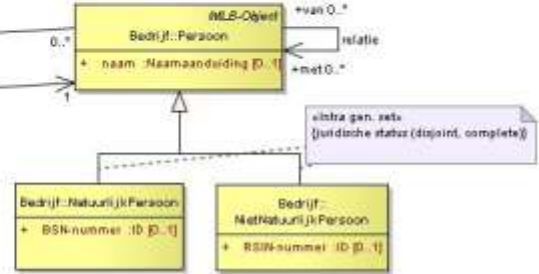 IMLB-Object
Bedrijf::Persoon
+ naam :Naamaanduiding [0..1]
+van 0..*
relatie
+met 0..*
0..*
1
«Intra gen. set»
{juridische status (disjoint, complete)}
Bedrijf::NatuurlijkPersoon
+ BSN-nummer :ID [0..1]
Bedrijf::
NietNatuurlijkPersoon
+ RSIN-nummer :ID [0..1]